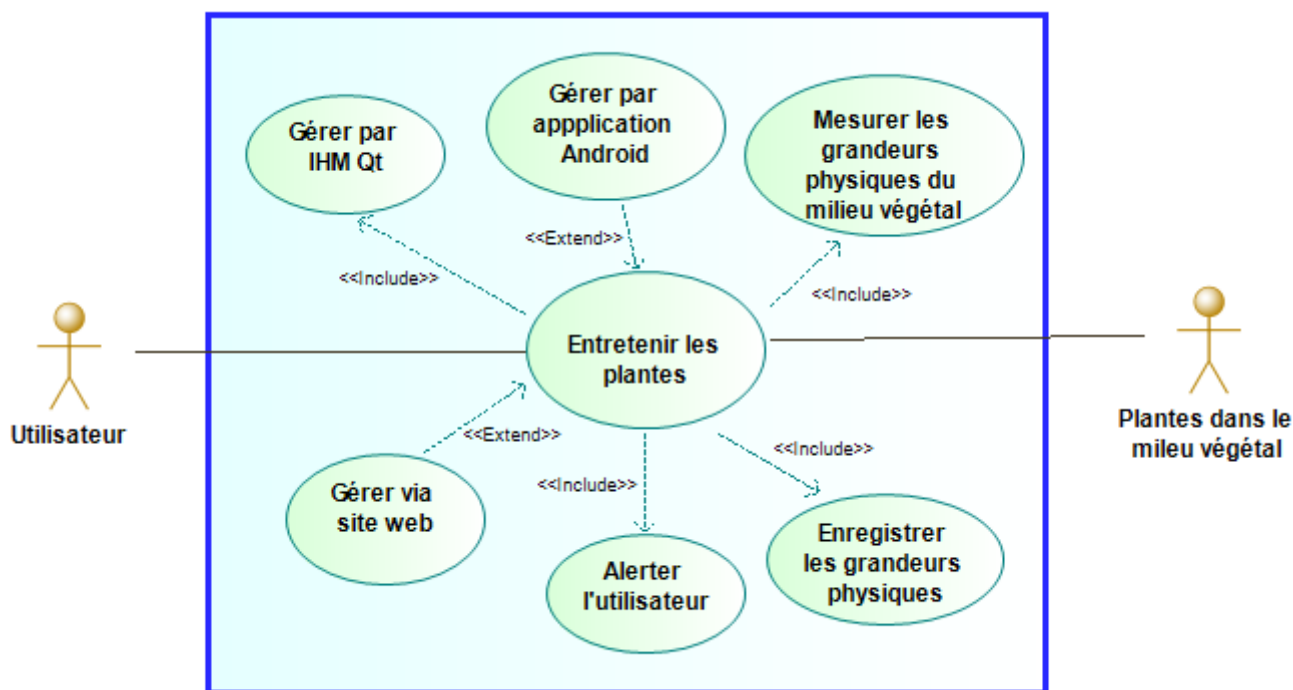 Gérer par
IHM Qt
Gérer par
appplication
Android
Mesurer les
grandeurs
physiques du
milieu végétal
<<Extend>>
<<Include>>
<<Include>>
Entretenir les
plantes
Utilisateur
Plantes dans le
mileu végétal
<<Extend>>
<<Include>>
<<Include>>
Gérer via
site web
Alerter
l'utilisateur
Enregistrer
les grandeurs
physiques